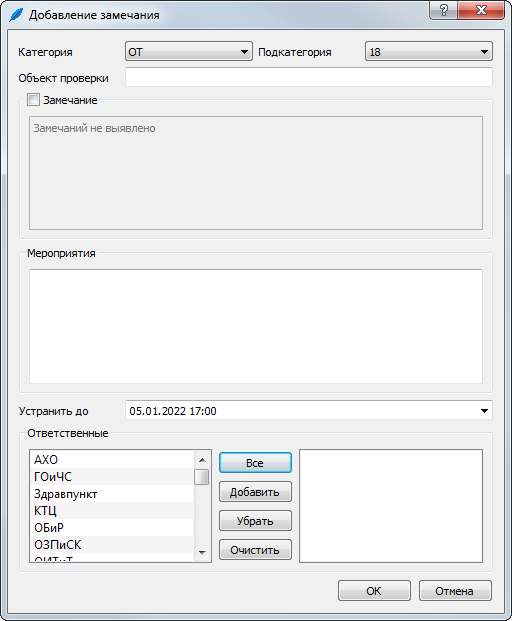 Добавление замечания
?
Категория ОТ Подкатегория 18
Объект проверки
Замечание
Замечаний не выявлено
Мероприятия
Устранить до 05.01.2022 17:00
Ответственные
АХО
ГОиЧС
Здравпункт
КТЦ
ОБиР
ОЗПиСК
ОИТиТ
Все
Добавить
Убрать
Очистить
OK Отмена